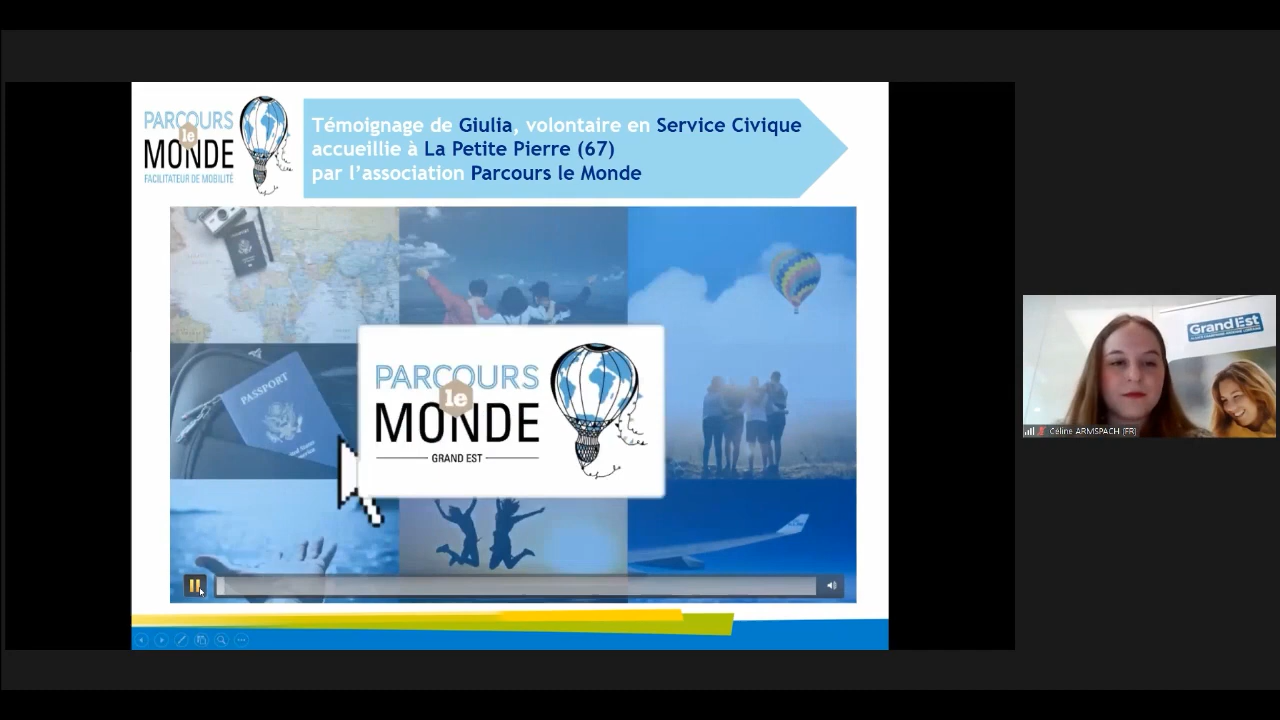 PARCOURS
le
MONDE
FACILITATEUR DE MOBILITÉ
Témoignage de Giulia, volontaire en Service Civique
accueillie à La Petite Pierre (67)
par l'association Parcours le Monde
PASSPORT
PARCOURS
le
MONDE
GRAND EST
Grand Est
Céline ARMSPACH (FR)